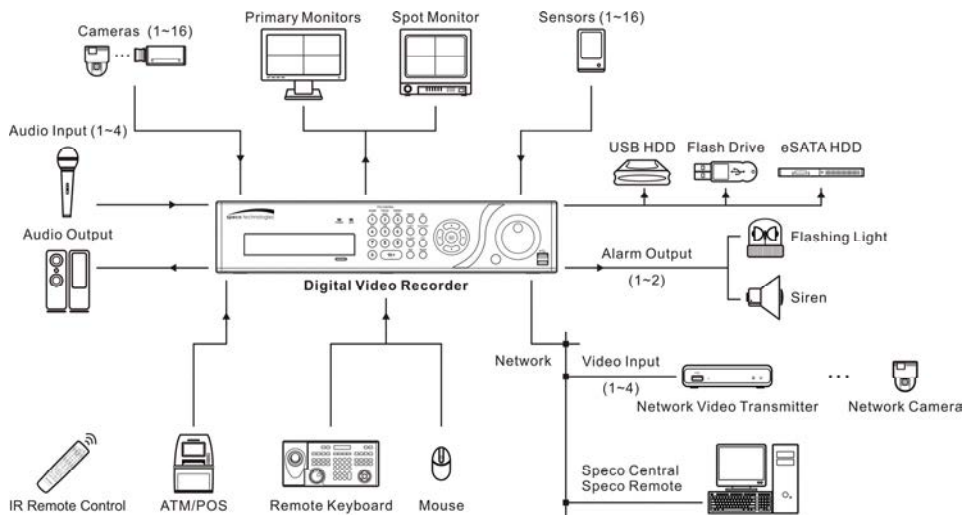 Cameras (1~16)
Primary Monitors
Spot Monitor
Sensors (1~16)
Audio Input (1~4)
USB HDD
Flash Drive
eSATA HDD
speco technologies
Audio Output
Flashing Light
Alarm Output
(1~2)
Digital Video Recorder
Siren
Network
Video Input
(1~4)
Network Video Transmitter
Network Camera
Speco Central
Speco Remote
IR Remote Control
ATM/POS
Remote Keyboard
Mouse